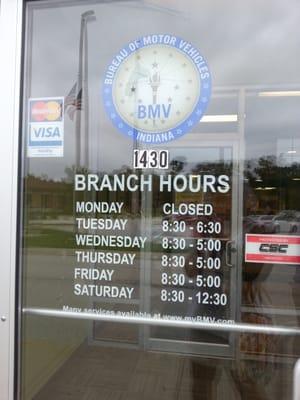 BUREAU OF MOTOR VEHICLES
BMV
INDIANA
MasterCard
VISA
1430
BRANCH HOURS
MONDAY CLOSED
TUESDAY 8:30 - 6:30
WEDNESDAY 8:30 - 5:00
THURSDAY 8:30 - 5:00
FRIDAY 8:30 - 5:00
SATURDAY 8:30 - 12:30
Many services available at www.myBMV.com